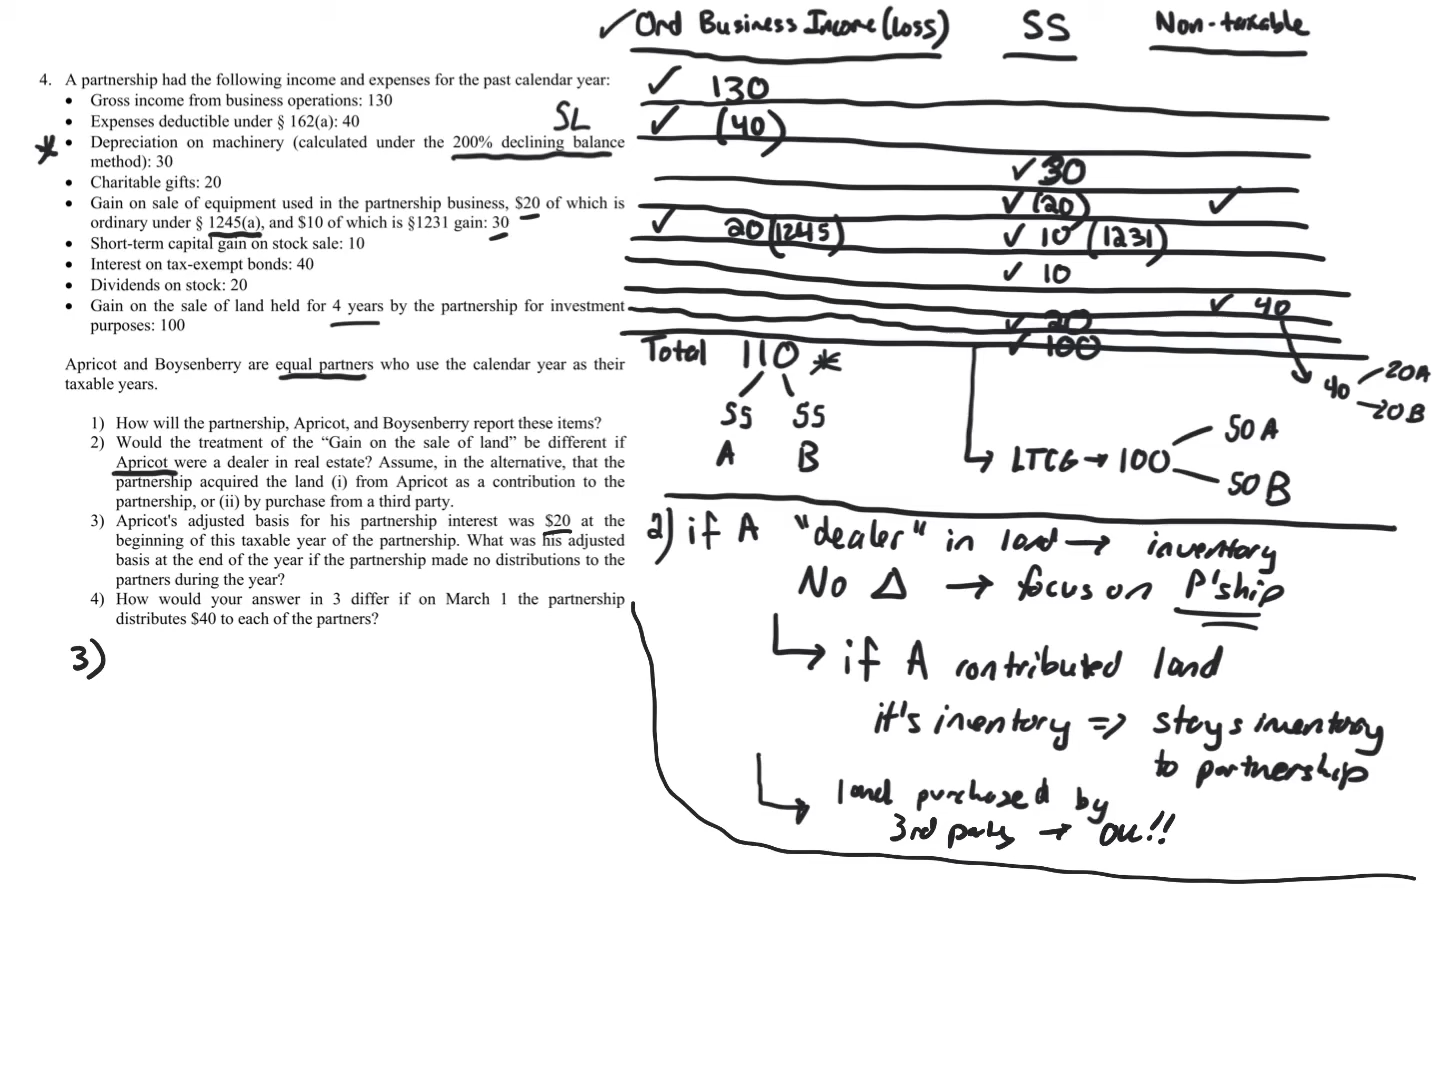 ✓ Ord Business Income (loss) SS Non-taxable
4. A partnership had the following income and expenses for the past calendar year:
• Gross income from business operations: 130
• Expenses deductible under § 162(a): 40
SL
• Depreciation on machinery (calculated under the 200% declining balance
method): 30
• Charitable gifts: 20
• Gain on sale of equipment used in the partnership business, $20 of which is
ordinary under § 1245(a), and $10 of which is §1231 gain: 30
• Short-term capital gain on stock sale: 10
• Interest on tax-exempt bonds: 40
• Dividends on stock: 20
• Gain on the sale of land held for 4 years by the partnership for investment
purposes: 100
Apricot and Boysenberry are equal partners who use the calendar year as their
taxable years.
1) How will the partnership, Apricot, and Boysenberry report these items?
2) Would the treatment of the “Gain on the sale of land” be different if
Apricot were a dealer in real estate? Assume, in the alternative, that the
partnership acquired the land (i) from Apricot as a contribution to the
partnership, or (ii) by purchase from a third party.
3) Apricot's adjusted basis for his partnership interest was $20 at the
beginning of this taxable year of the partnership. What was his adjusted
basis at the end of the year if the partnership made no distributions to the
partners during the year?
4) How would your answer in 3 differ if on March 1 the partnership
distributes $40 to each of the partners?
3)
✓ 130
✓ (40)
✓ 30
✓ (20) ✓
✓ 20 (1245) ✓ 10 (1231)
✓ 10
✓ 40
✓ 20
✓ 100
Total 110 *
55 55
A B
LTCG → 100
50 A
50 B
40
20A
20B
2) if A "dealer" in land → inventory
No Δ → focus on P'ship
↳ if A contributed land
it's inventory => stays inventory
to partnership
↳ land purchased by
3rd party → OK!!